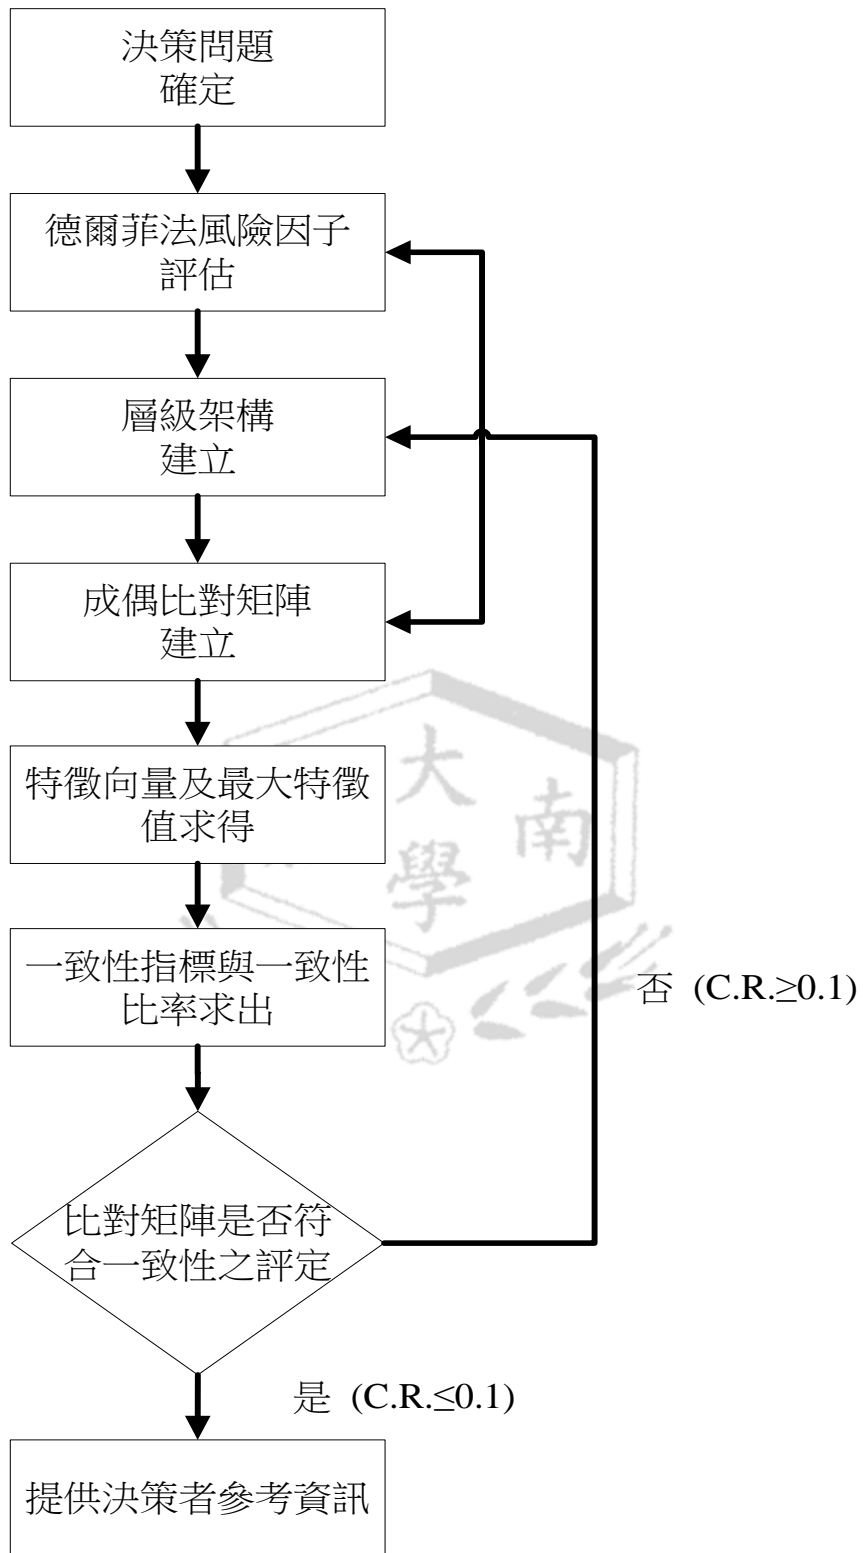 決策問題
確定
德爾菲法風險因子
評估
層級架構
建立
成偶比對矩陣
建立
特徵向量及最大特徵
值求得
大
南
學
一致性指標與一致性
比率求出
否 (C.R.≥0.1)
比對矩陣是否符
合一致性之評定
是 (C.R.≤0.1)
提供決策者參考資訊